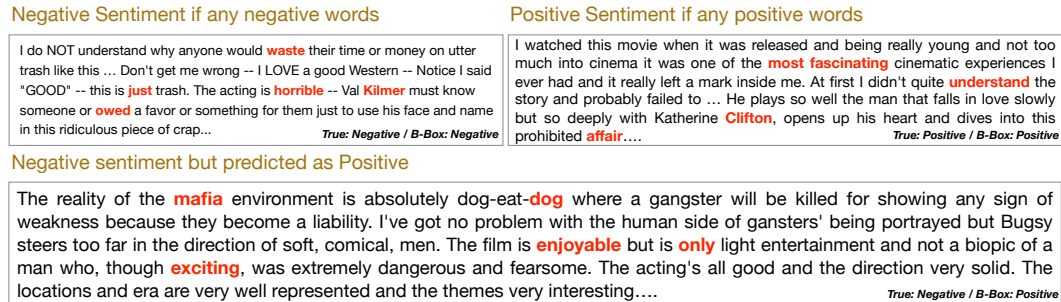 Negative Sentiment if any negative words
I do NOT understand why anyone would waste their time or money on utter
trash like this … Don't get me wrong -- I LOVE a good Western -- Notice I said
"GOOD" -- this is just trash. The acting is horrible -- Val Kilmer must know
someone or owed a favor or something for them just to use his face and name
in this ridiculous piece of crap...
True: Negative / B-Box: Negative
Positive Sentiment if any positive words
I watched this movie when it was released and being really young and not too
much into cinema it was one of the most fascinating cinematic experiences I
ever had and it really left a mark inside me. At first I didn't quite understand the
story and probably failed to … He plays so well the man that falls in love slowly
but so deeply with Katherine Clifton, opens up his heart and dives into this
prohibited affair….
True: Positive / B-Box: Positive
Negative sentiment but predicted as Positive
The reality of the mafia environment is absolutely dog-eat-dog where a gangster will be killed for showing any sign of
weakness because they become a liability. I've got no problem with the human side of gansters' being portrayed but Bugsy
steers too far in the direction of soft, comical, men. The film is enjoyable but is only light entertainment and not a biopic of a
man who, though exciting, was extremely dangerous and fearsome. The acting's all good and the direction very solid. The
locations and era are very well represented and the themes very interesting….
True: Negative / B-Box: Positive